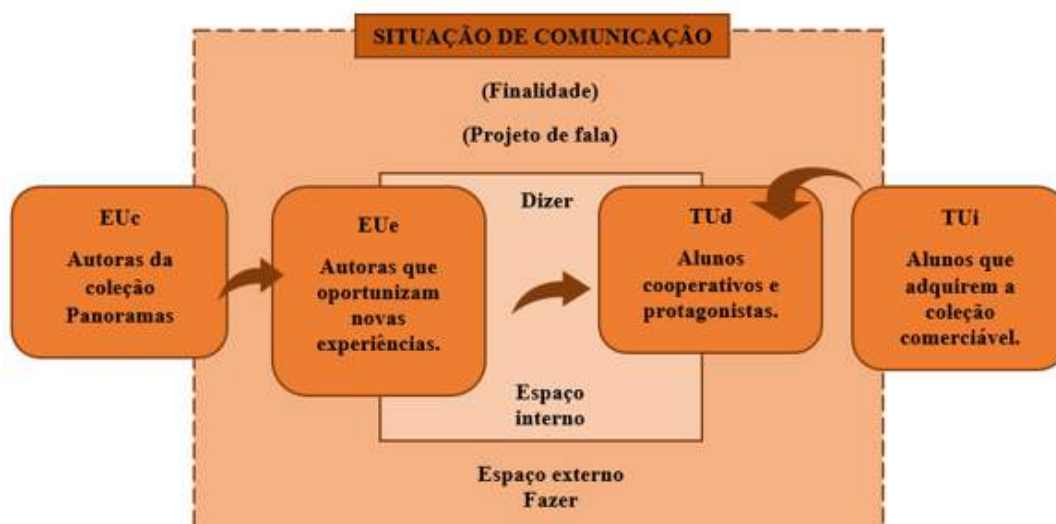 SITUAÇÃO DE COMUNICAÇÃO
(Finalidade)
(Projeto de fala)
EUc
Autoras da
coleção
Panoramas
EUe
Autoras que
oportunizam
novas
experiências.
Dizer
Espaço
interno
TUd
Alunos
cooperativos e
protagonistas.
TUi
Alunos que
adquirem a
coleção
comerciável.
Espaço externo
Fazer